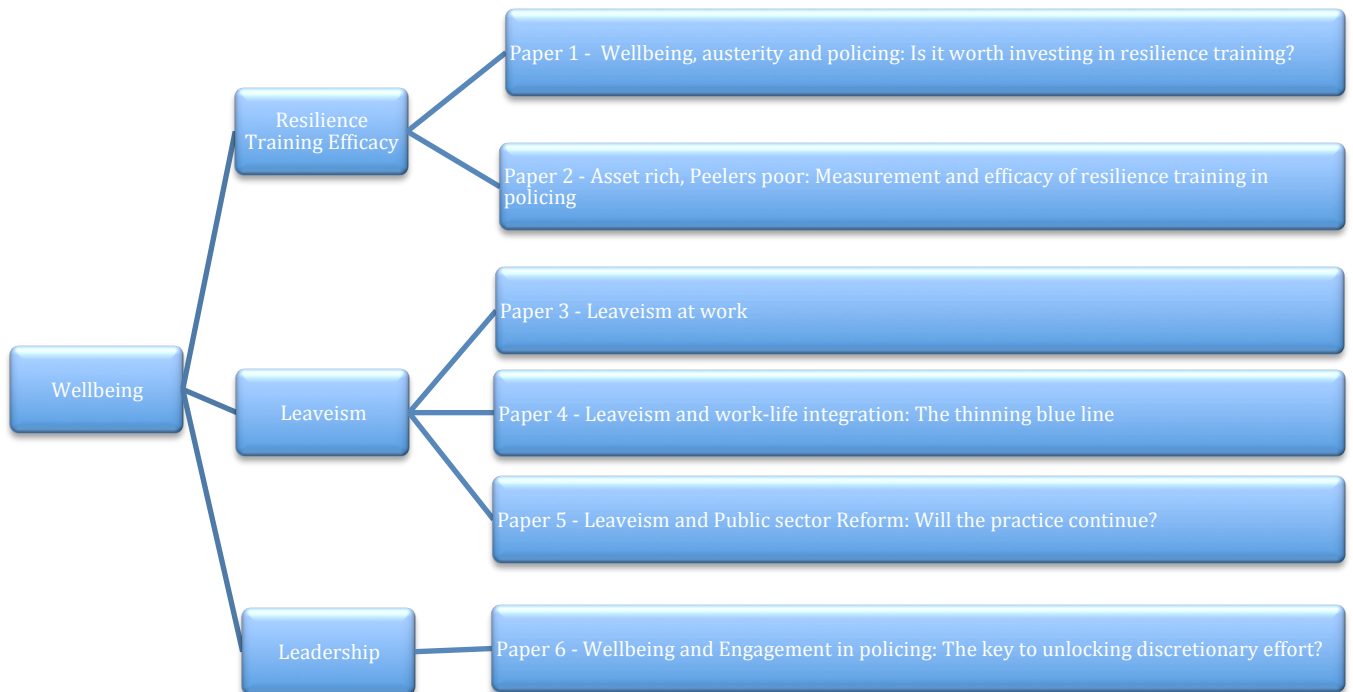 Paper 1 -  Wellbeing, austerity and policing: Is it worth investing in resilience training?
Resilience
Training Efficacy
Paper 2 - Asset rich, Peelers poor: Measurement and efficacy of resilience training in
policing
Paper 3 - Leaveism at work
Wellbeing
Leaveism
Paper 4 - Leaveism and work-life integration: The thinning blue line
Paper 5 - Leaveism and Public sector Reform: Will the practice continue?
Leadership
Paper 6 - Wellbeing and Engagement in policing: The key to unlocking discretionary effort?